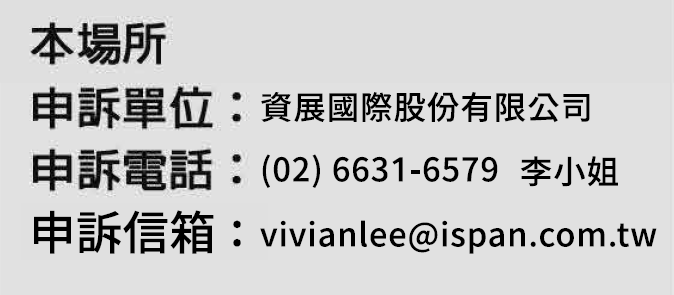 本場所
申訴單位：資展國際股份有限公司
申訴電話：(02) 6631-6579 李小姐
申訴信箱：vivianlee@ispan.com.tw